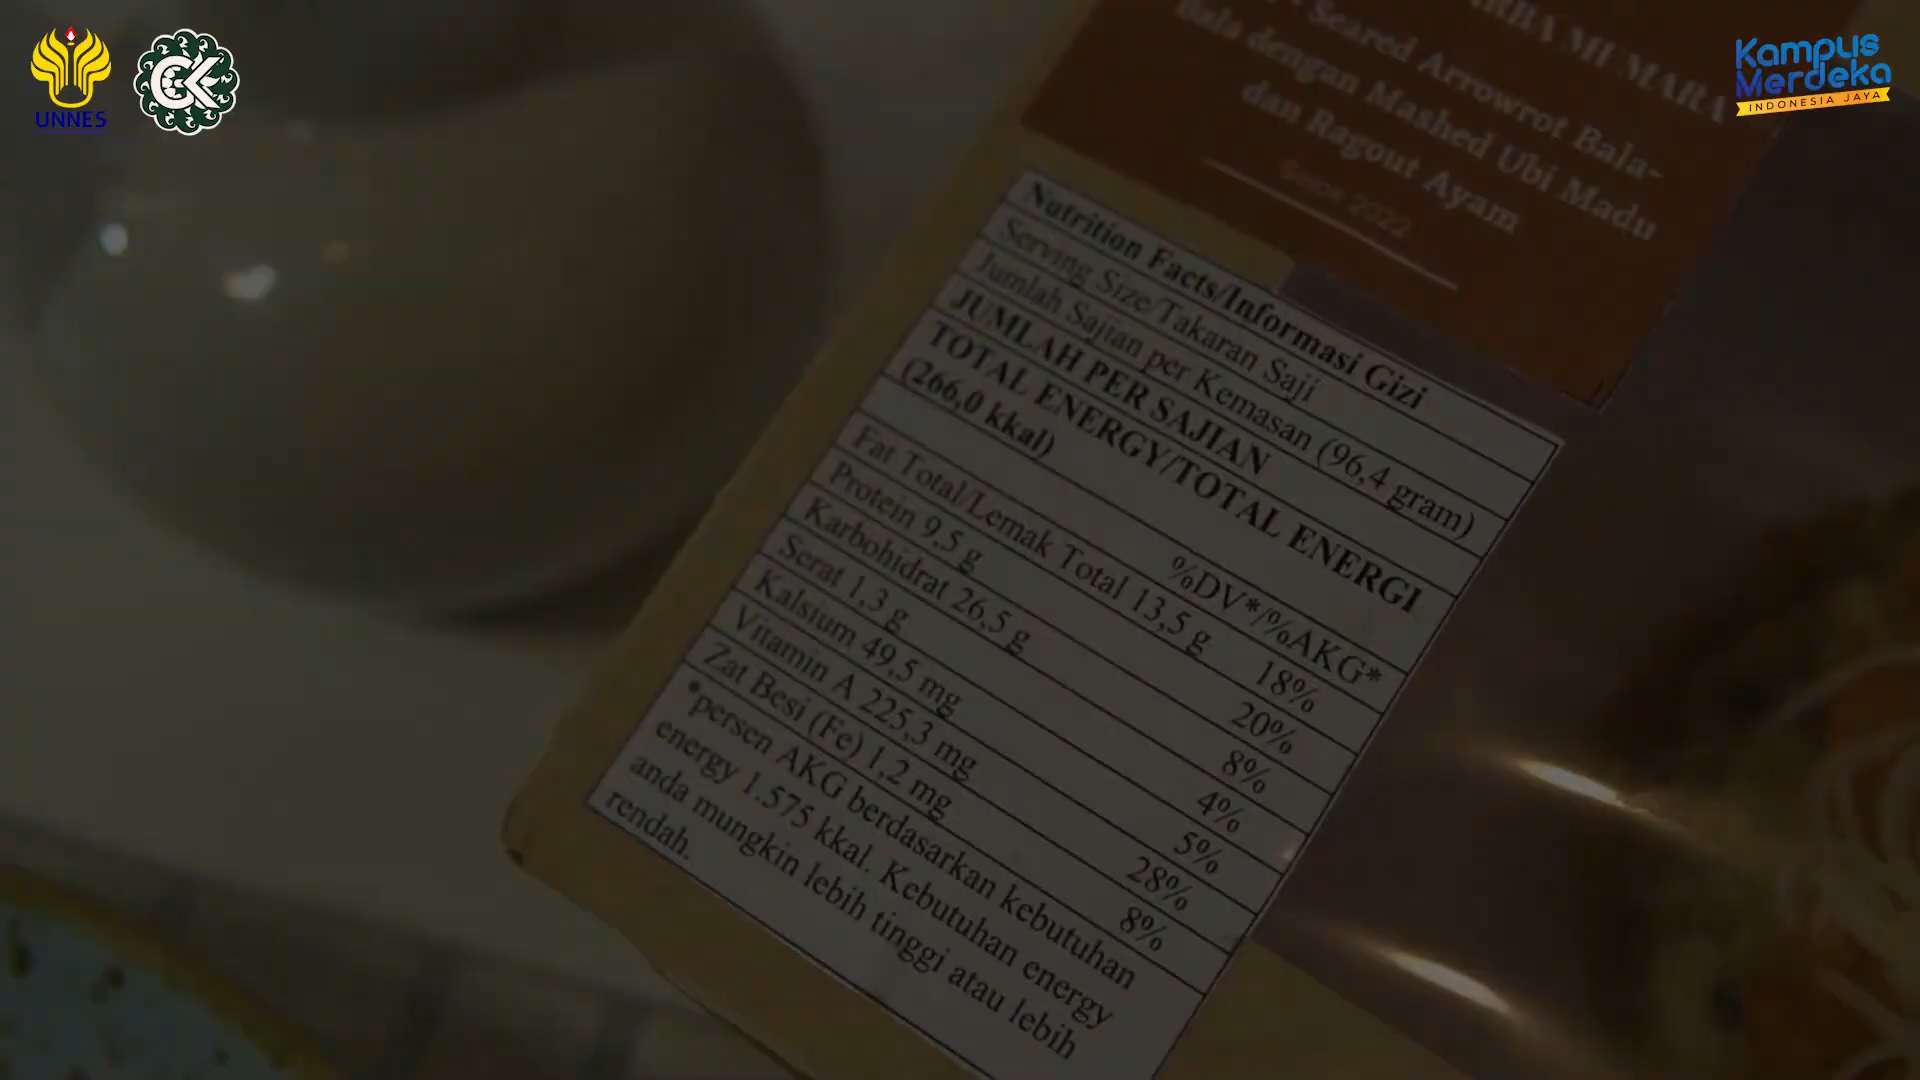 UNNES
GK
Kampus
Merdeka
INDONESIA JAYA
Seared Arrowrot Bala-
Bala dengan Mashed Ubi Madu
dan Ragout Ayam
Sept 2022
Nutrition Facts/Informasi Gizi
Serving Size/Takaran Saji
Jumlah Sajian per Kemasan (96,4 gram)
JUMLAH PER SAJIAN
TOTAL ENERGY/TOTAL ENERGI
(266,0 kkal)
%DV*/%AKG*
Fat Total/Lemak Total 13,5 g 18%
Protein 9,5 g 20%
Karbohidrat 26,5 g 8%
Serat 1,3 g 4%
Kalsium 49,5 mg 5%
Vitamin A 225,3 mg 28%
Zat Besi (Fe) 1,2 mg 8%
*persen AKG berdasarkan kebutuhan
energy 1.575 kkal. Kebutuhan energy
anda mungkin lebih tinggi atau lebih
rendah.